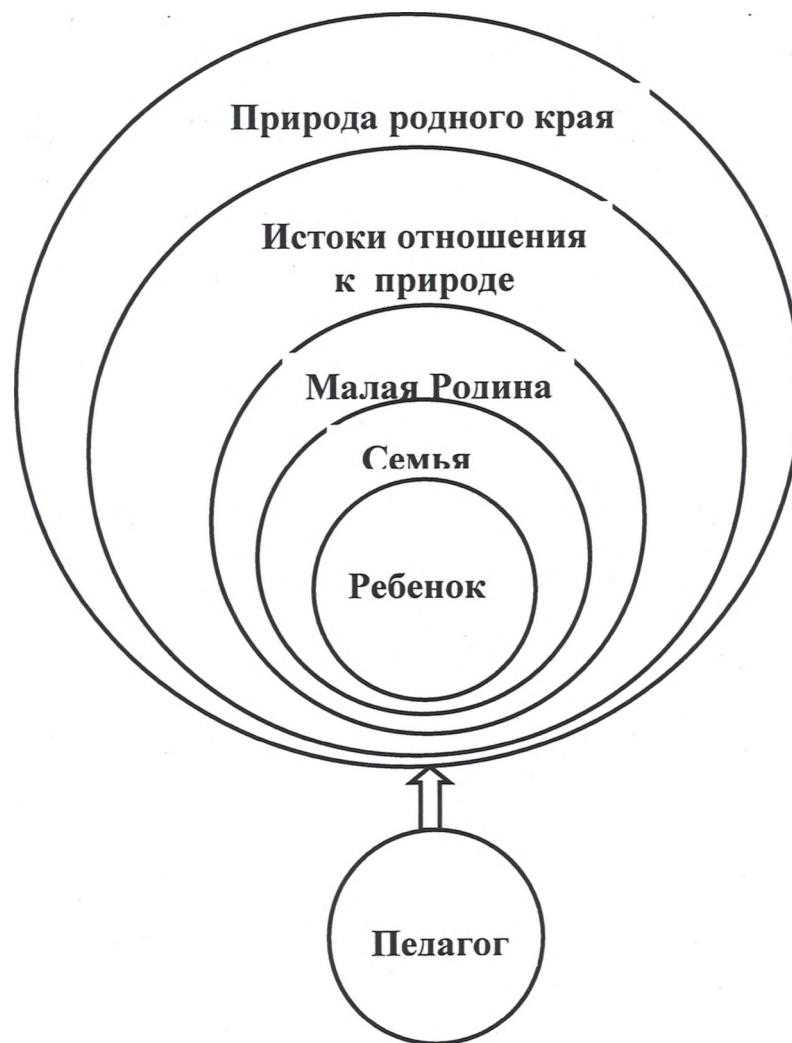 Природа родного края
Истоки отношения
к природе
Малая Родина
Семья
Ребенок
Педагог